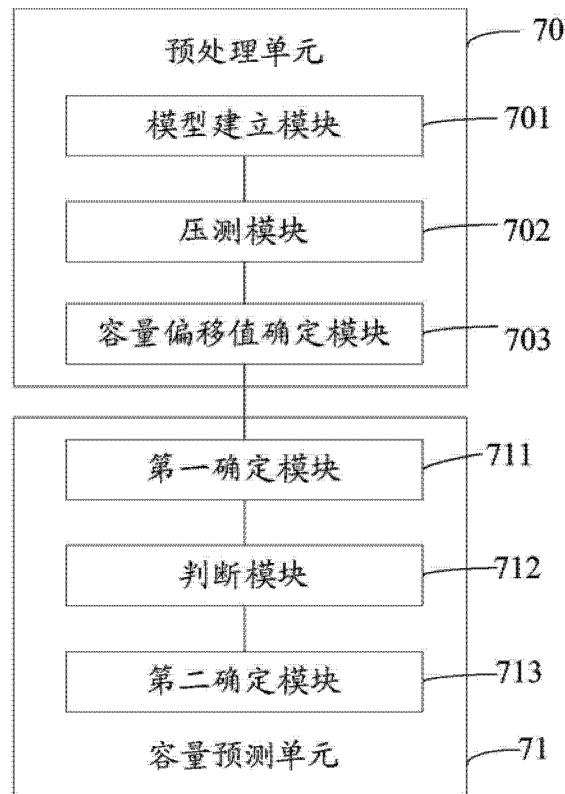 70
预处理单元
模型建立模块
701
压测模块
702
容量偏移值确定模块
703
第一确定模块
711
判断模块
712
第二确定模块
713
容量预测单元
71